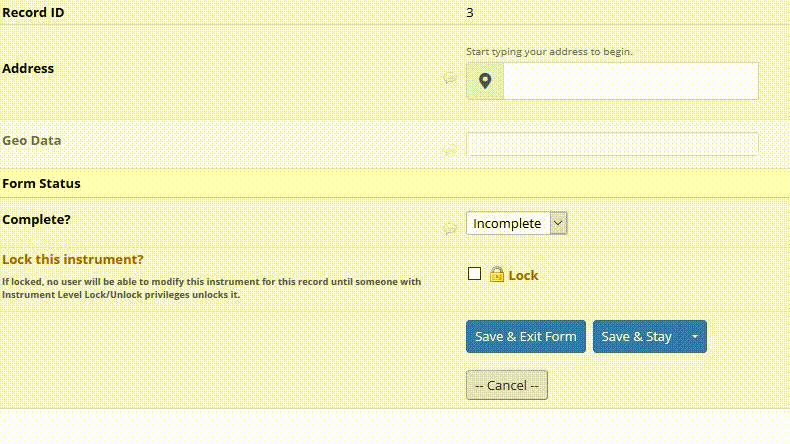 Record ID 3
Start typing your address to begin.
Address
Geo Data
Form Status
Complete? Incomplete
Lock this instrument?
If locked, no user will be able to modify this instrument for this record until someone with
Instrument Level Lock/Unlock privileges unlocks it.
Lock
Save & Exit Form Save & Stay
-- Cancel --